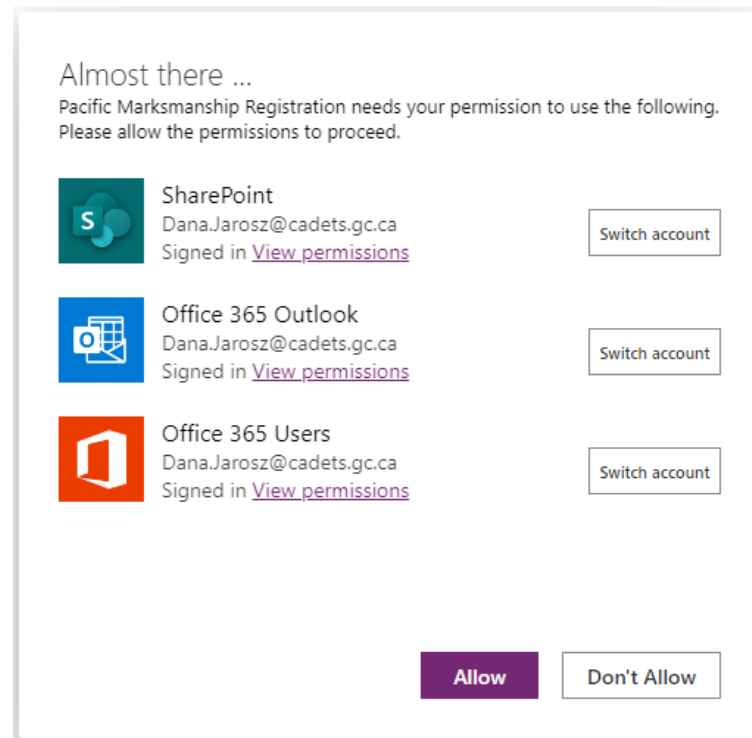 Almost there ...
Pacific Marksmanship Registration needs your permission to use the following.
Please allow the permissions to proceed.
S
SharePoint
Dana.Jarosz@cadets.gc.ca
Signed in View permissions
Switch account
O
Office 365 Outlook
Dana.Jarosz@cadets.gc.ca
Signed in View permissions
Switch account
Office 365 Users
Dana.Jarosz@cadets.gc.ca
Signed in View permissions
Switch account
Allow
Don't Allow